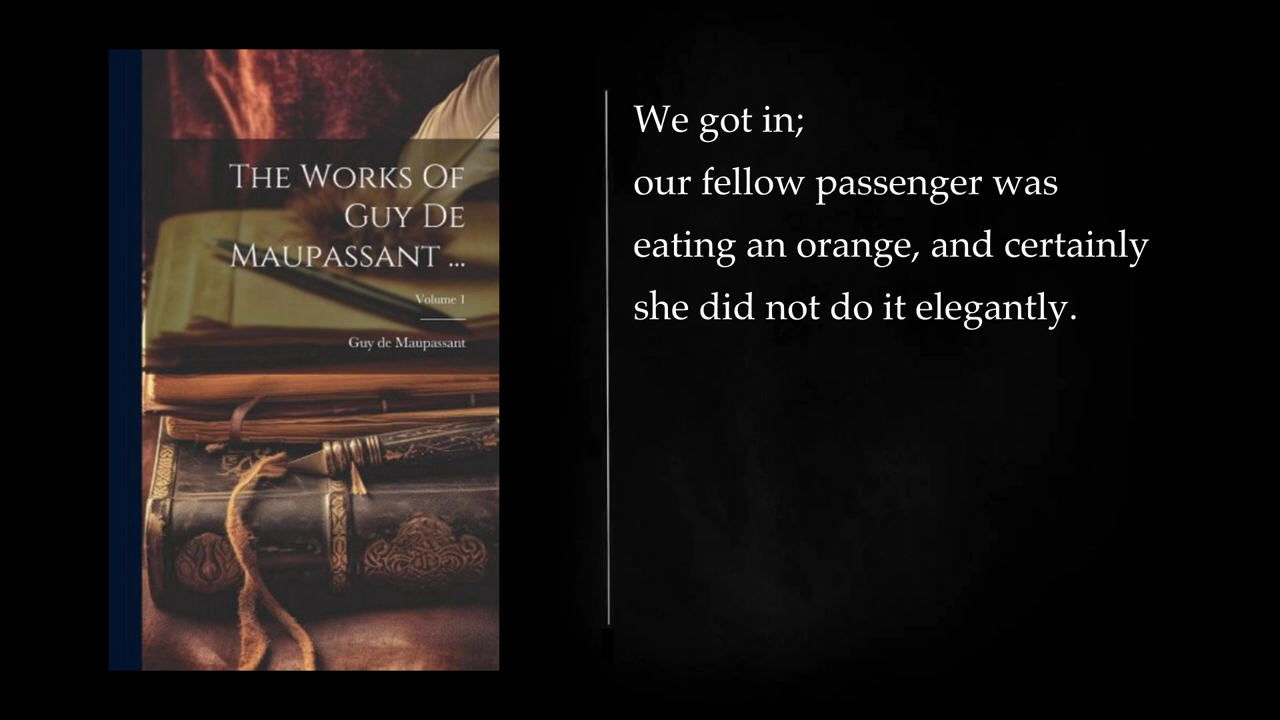 The Works Of
Guy De
Maupassant ...
Volume 1
Guy de Maupassant
We got in;
our fellow passenger was
eating an orange, and certainly
she did not do it elegantly.